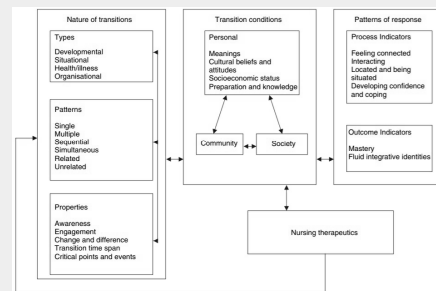 Nature of transitions
Types
Developmental
Situational
Health/illness
Organisational
Patterns
Single
Multiple
Sequential
Simultaneous
Related
Unrelated
Properties
Awareness
Engagement
Change and difference
Transition time span
Critical points and events
Transition conditions
Personal
Meanings
Cultural beliefs and
attitudes
Socioeconomic status
Preparation and knowledge
Community
Society
Patterns of response
Process Indicators
Feeling connected
Interacting
Located and being
situated
Developing confidence
and coping
Outcome Indicators
Mastery
Fluid integrative identities
Nursing therapeutics